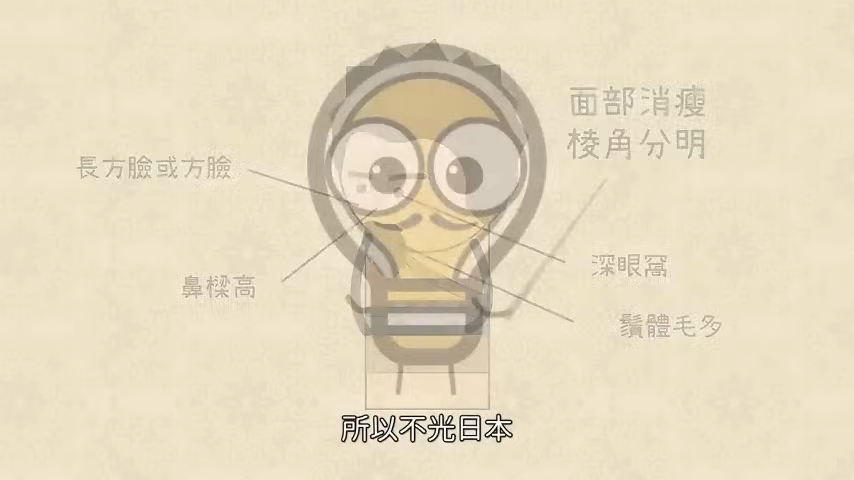 面部消瘦
棱角分明
長方臉或方臉
深眼窩
鼻樑高
鬚體毛多
所以不光日本